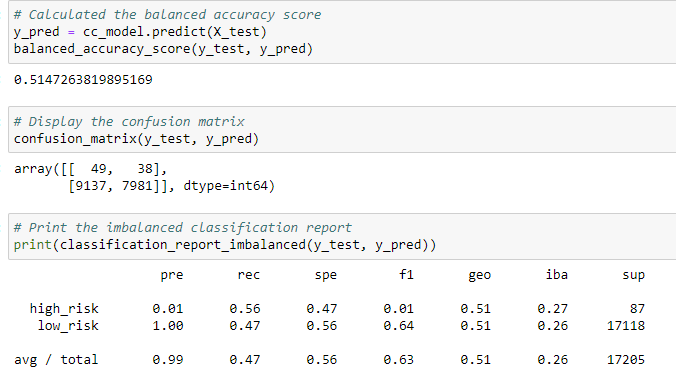 # Calculated the balanced accuracy score
y_pred = cc_model.predict(X_test)
balanced_accuracy_score(y_test, y_pred)
0.5147263819895169
# Display the confusion matrix
confusion_matrix(y_test, y_pred)
array([[  49,   38],
       [9137, 7981]], dtype=int64)
# Print the imbalanced classification report
print(classification_report_imbalanced(y_test, y_pred))
                   pre       rec       spe        f1       geo       iba       sup
  high_risk       0.01      0.56      0.47      0.01      0.51      0.27        87
   low_risk       1.00      0.47      0.56      0.64      0.51      0.26     17118
avg / total       0.99      0.47      0.56      0.63      0.51      0.26     17205